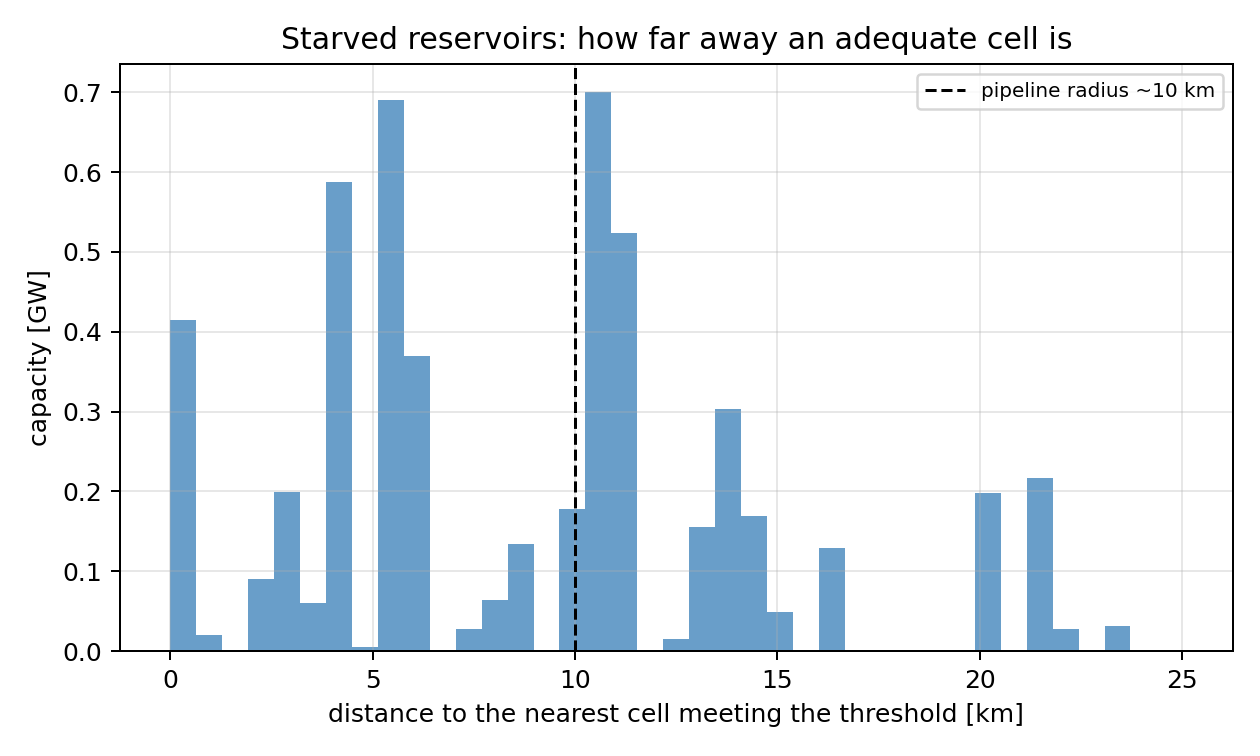 Starved reservoirs: how far away an adequate cell is
pipeline radius ~10 km
capacity [GW]
0.7
0.6
0.5
0.4
0.3
0.2
0.1
0.0
0 5 10 15 20 25
distance to the nearest cell meeting the threshold [km]